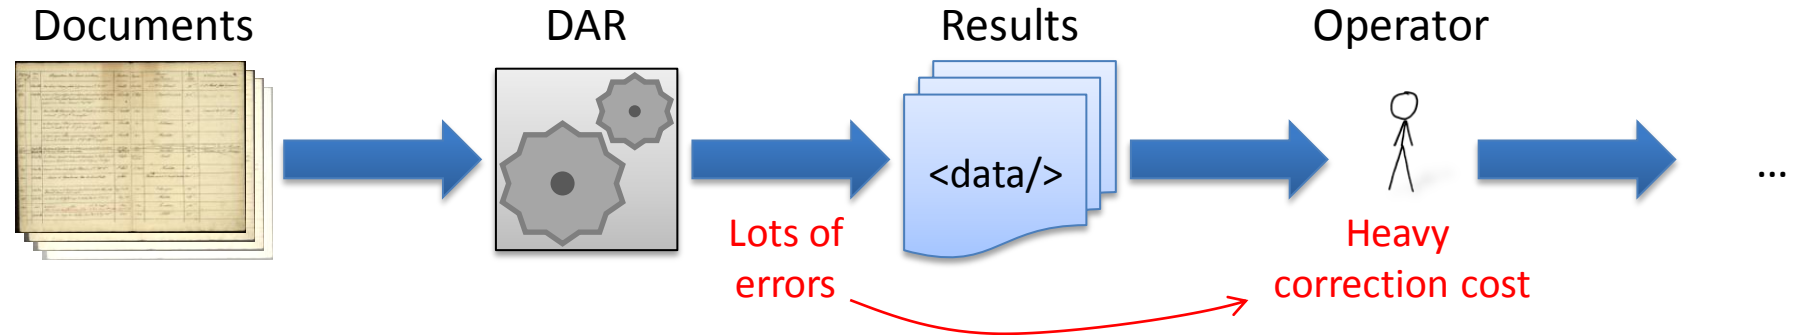 Documents
DAR
Results
Operator
<data/>
...
Lots of
errors
Heavy
correction cost